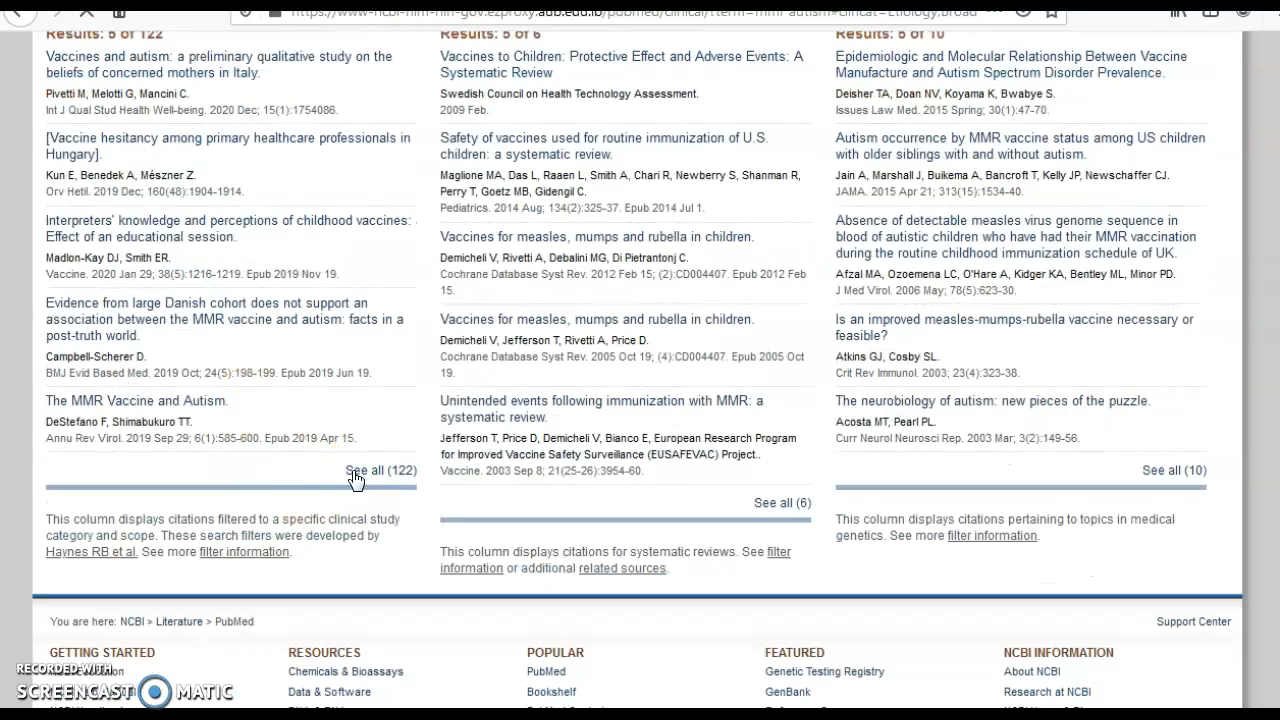 https://www-ncbi-nlm-nih-gov.ezproxy.aub.edu.lb/pubmed/clinical/?term=mmr autism#clincat=Etiology,Broad
Results: 5 of 122
Vaccines and autism: a preliminary qualitative study on the
beliefs of concerned mothers in Italy.
Pivetti M, Melotti G, Mancini C.
Int J Qual Stud Health Well-being. 2020 Dec; 15(1):1754086.
[Vaccine hesitancy among primary healthcare professionals in
Hungary].
Kun E, Benedek A, Mészner Z.
Orv Hetil. 2019 Dec; 160(48):1904-1914.
Interpreters' knowledge and perceptions of childhood vaccines:
Effect of an educational session.
Madlon-Kay DJ, Smith ER.
Vaccine. 2020 Jan 29; 38(5):1216-1219. Epub 2019 Nov 19.
Evidence from large Danish cohort does not support an
association between the MMR vaccine and autism: facts in a
post-truth world.
Campbell-Scherer D.
BMJ Evid Based Med. 2019 Oct; 24(5):198-199. Epub 2019 Jun 19.
The MMR Vaccine and Autism.
DeStefano F, Shimabukuro TT.
Annu Rev Virol. 2019 Sep 29; 6(1):585-600. Epub 2019 Apr 15.
See all (122)
This column displays citations filtered to a specific clinical study
category and scope. These search filters were developed by
Haynes RB et al. See more filter information.
Results: 5 of 6
Vaccines to Children: Protective Effect and Adverse Events: A
Systematic Review
Swedish Council on Health Technology Assessment.
2009 Feb.
Safety of vaccines used for routine immunization of U.S.
children: a systematic review.
Maglione MA, Das L, Raaen L, Smith A, Chari R, Newberry S, Shanman R,
Perry T, Goetz MB, Gidengil C.
Pediatrics. 2014 Aug; 134(2):325-37. Epub 2014 Jul 1.
Vaccines for measles, mumps and rubella in children.
Demicheli V, Rivetti A, Debalini MG, Di Pietrantonj C.
Cochrane Database Syst Rev. 2012 Feb 15; (2):CD004407. Epub 2012 Feb
15.
Vaccines for measles, mumps and rubella in children.
Demicheli V, Jefferson T, Rivetti A, Price D.
Cochrane Database Syst Rev. 2005 Oct 19; (4):CD004407. Epub 2005 Oct
19.
Unintended events following immunization with MMR: a
systematic review.
Jefferson T, Price D, Demicheli V, Bianco E, European Research Program
for Improved Vaccine Safety Surveillance (EUSAFEVAC) Project..
Vaccine. 2003 Sep 8; 21(25-26):3954-60.
See all (6)
This column displays citations for systematic reviews. See filter
information or additional related sources.
Results: 5 of 10
Epidemiologic and Molecular Relationship Between Vaccine
Manufacture and Autism Spectrum Disorder Prevalence.
Deisher TA, Doan NV, Koyama K, Bwabye S.
Issues Law Med. 2015 Spring; 30(1):47-70.
Autism occurrence by MMR vaccine status among US children
with older siblings with and without autism.
Jain A, Marshall J, Buikema A, Bancroft T, Kelly JP, Newschaffer CJ.
JAMA. 2015 Apr 21; 313(15):1534-40.
Absence of detectable measles virus genome sequence in
blood of autistic children who have had their MMR vaccination
during the routine childhood immunization schedule of UK.
Afzal MA, Ozoemena LC, O'Hare A, Kidger KA, Bentley ML, Minor PD.
J Med Virol. 2006 May; 78(5):623-30.
Is an improved measles-mumps-rubella vaccine necessary or
feasible?
Atkins GJ, Cosby SL.
Crit Rev Immunol. 2003; 23(4):323-38.
The neurobiology of autism: new pieces of the puzzle.
Acosta MT, Pearl PL.
Curr Neurol Neurosci Rep. 2003 Mar; 3(2):149-56.
See all (10)
This column displays citations pertaining to topics in medical
genetics. See more filter information.
You are here: NCBI > Literature > PubMed
Support Center
GETTING STARTED
RESOURCES
Chemicals & Bioassays
Data & Software
POPULAR
PubMed
Bookshelf
FEATURED
Genetic Testing Registry
GenBank
NCBI INFORMATION
About NCBI
Research at NCBI
RECORDED WITH
SCREENCAST MATIC